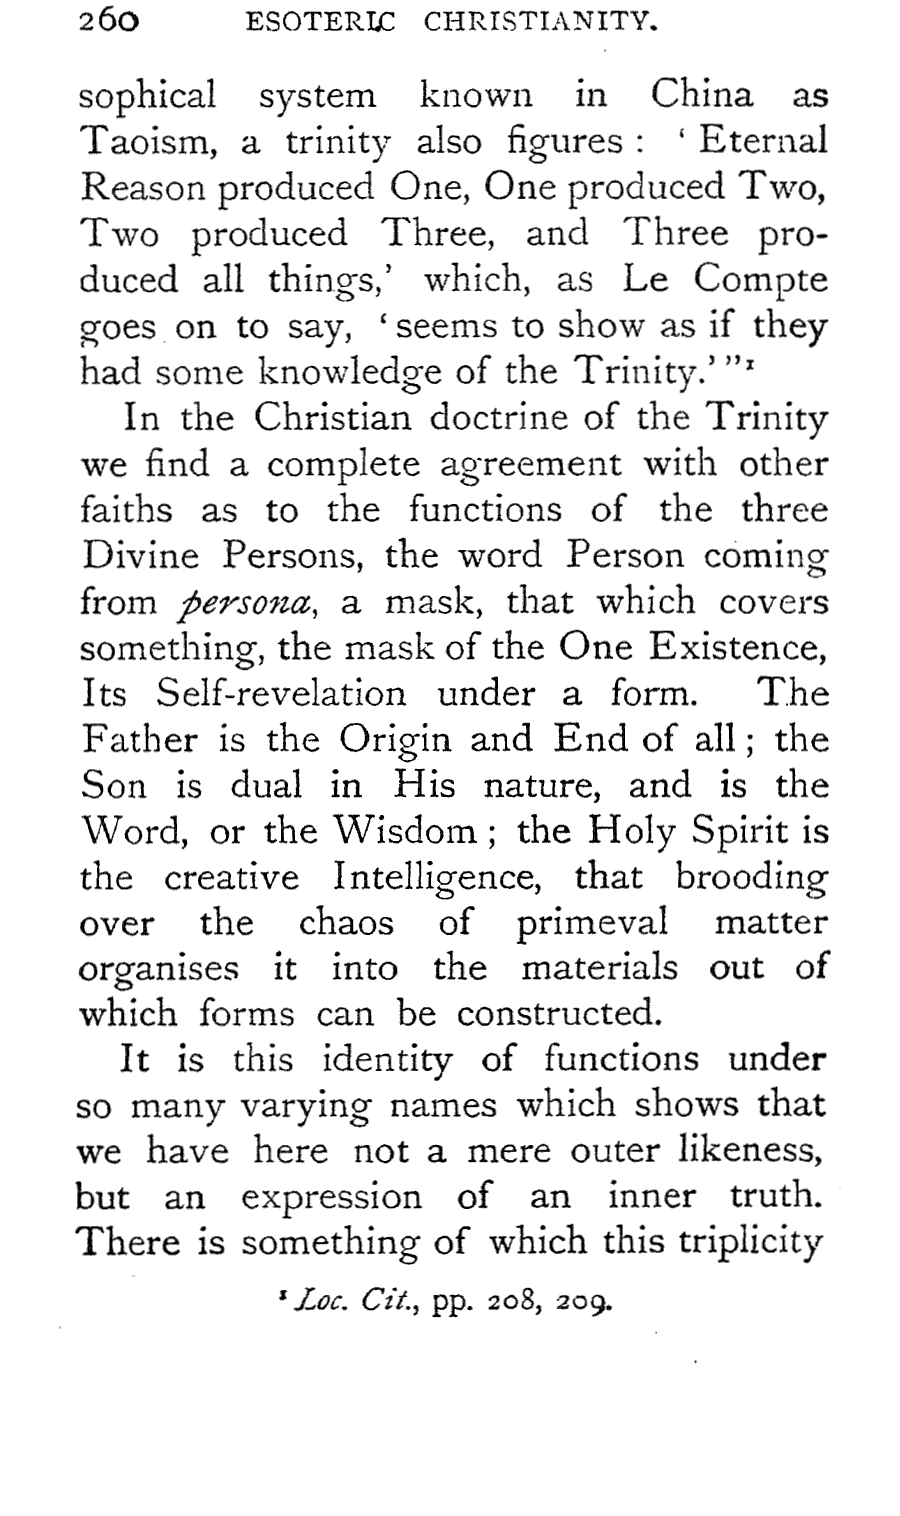 260 ESOTERIC CHRISTIANITY.
sophical system known in China as
Taoism, a trinity also figures : ‘ Eternal
Reason produced One, One produced Two,
Two produced Three, and Three pro-
duced all things,’ which, as Le Compte
goes on to say, ‘ seems to show as if they
had some knowledge of the Trinity.’ ”¹
In the Christian doctrine of the Trinity
we find a complete agreement with other
faiths as to the functions of the three
Divine Persons, the word Person coming
from persona, a mask, that which covers
something, the mask of the One Existence,
Its Self-revelation under a form. The
Father is the Origin and End of all ; the
Son is dual in His nature, and is the
Word, or the Wisdom ; the Holy Spirit is
the creative Intelligence, that brooding
over the chaos of primeval matter
organises it into the materials out of
which forms can be constructed.
It is this identity of functions under
so many varying names which shows that
we have here not a mere outer likeness,
but an expression of an inner truth.
There is something of which this triplicity
¹ Loc. Cit., pp. 208, 209.